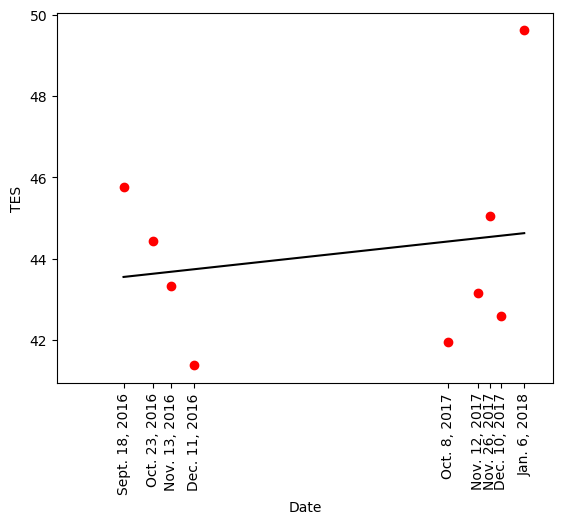 50
48
46
44
42
TES
Sept. 18, 2016
Oct. 23, 2016
Nov. 13, 2016
Dec. 11, 2016
Oct. 8, 2017
Nov. 12, 2017
Nov. 26, 2017
Dec. 10, 2017
Jan. 6, 2018
Date